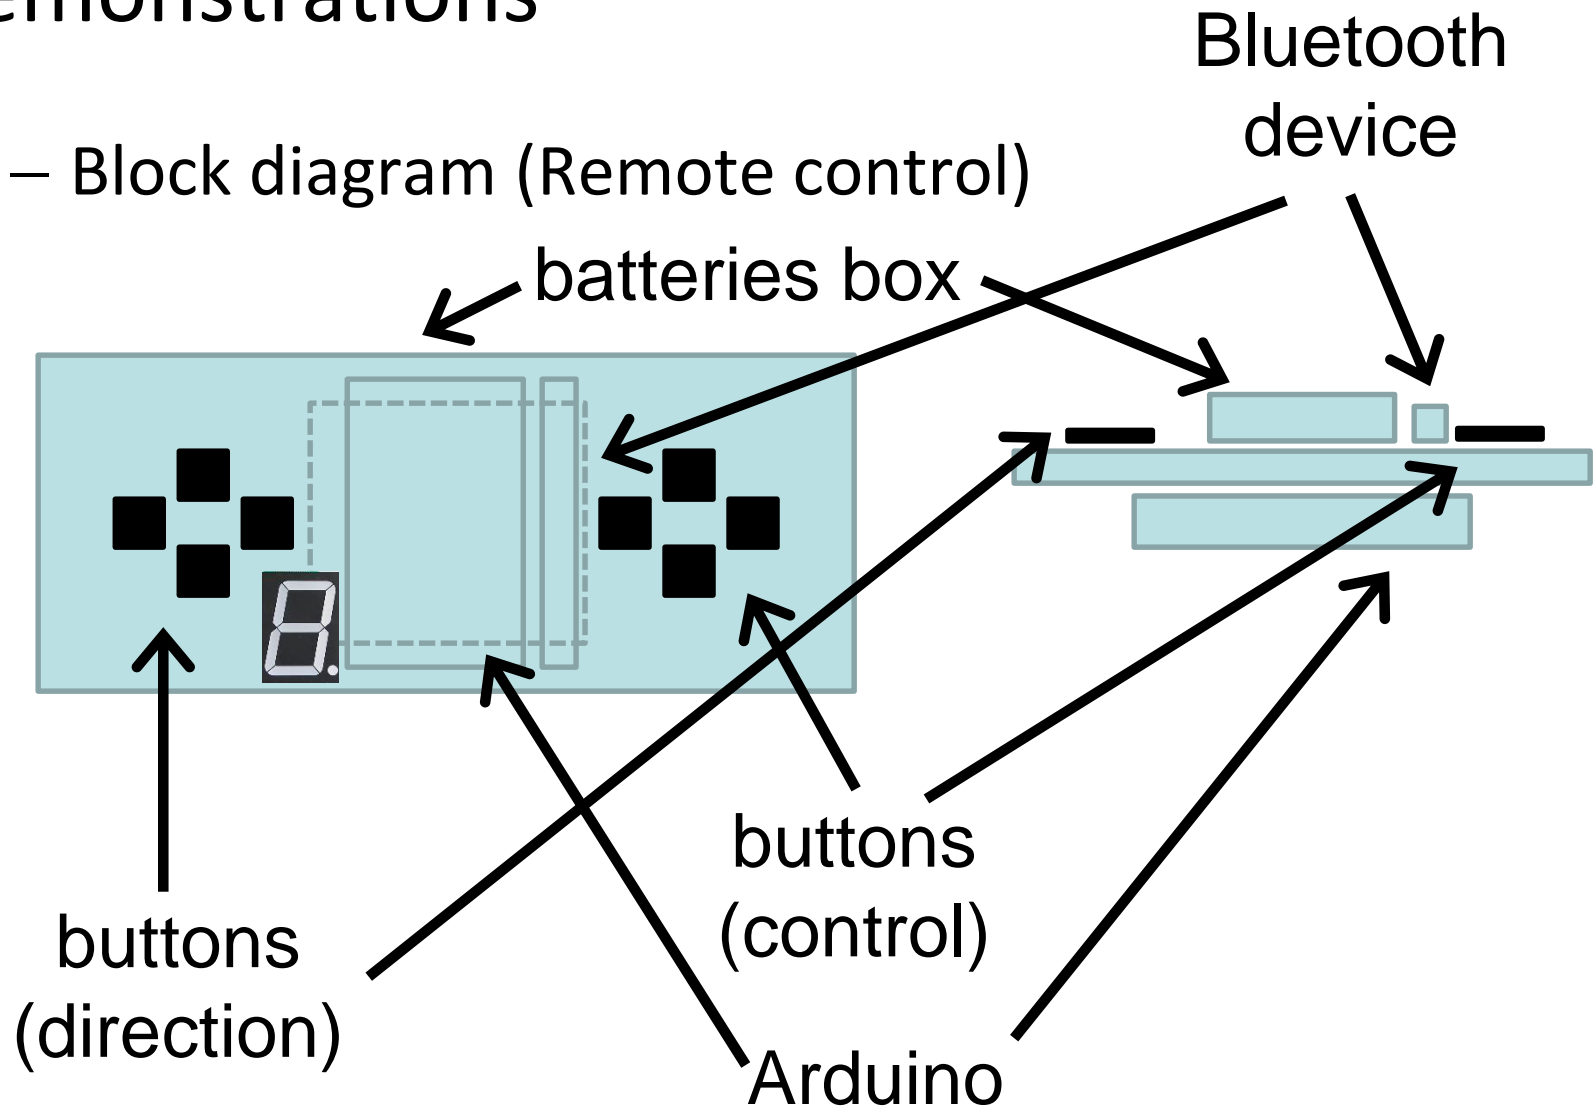 emonstrations
– Block diagram (Remote control)
Bluetooth
device
batteries box
buttons
(control)
buttons
(direction)
Arduino